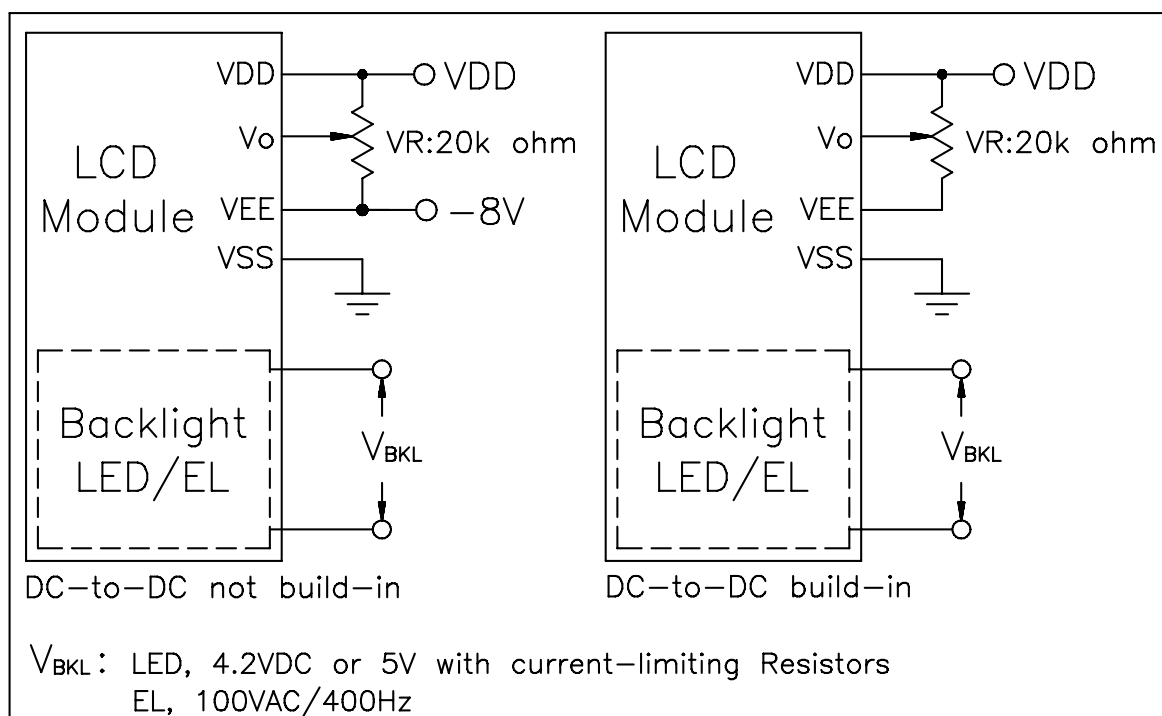 VDD
VDD
Vo
VR:20k ohm
LCD
Module
VEE
-8V
VSS
Backlight
LED/EL
VBKL
DC-to-DC not build-in
VDD
VDD
Vo
VR:20k ohm
LCD
Module
VEE
VSS
Backlight
LED/EL
VBKL
DC-to-DC build-in
VBKL: LED, 4.2VDC or 5V with current-limiting Resistors
EL, 100VAC/400Hz